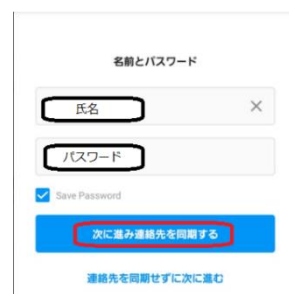 名前とパスワード
氏名
パスワード
Save Password
次に進み連絡先を同期する
連絡先を同期せずに次に進む